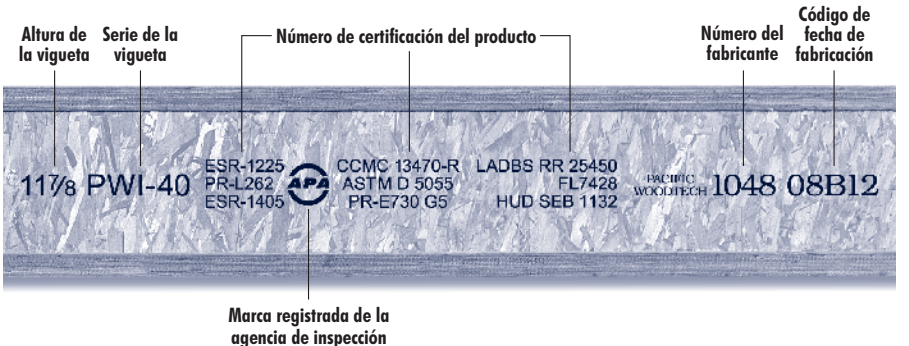 Altura de
la vigueta
Serie de la
vigueta
Número de certificación del producto
Número del
fabricante
Código de
fecha de
fabricación
11⅞ PWI-40
ESR-1225
PR-L262
ESR-1405
APA
CCMC 13470-R
ASTM D 5055
PR-E730 G5
LADBS RR 25450
FL7428
HUD SEB 1132
PACIFIC
WOODTECH
1048 08B12
Marca registrada de la
agencia de inspección